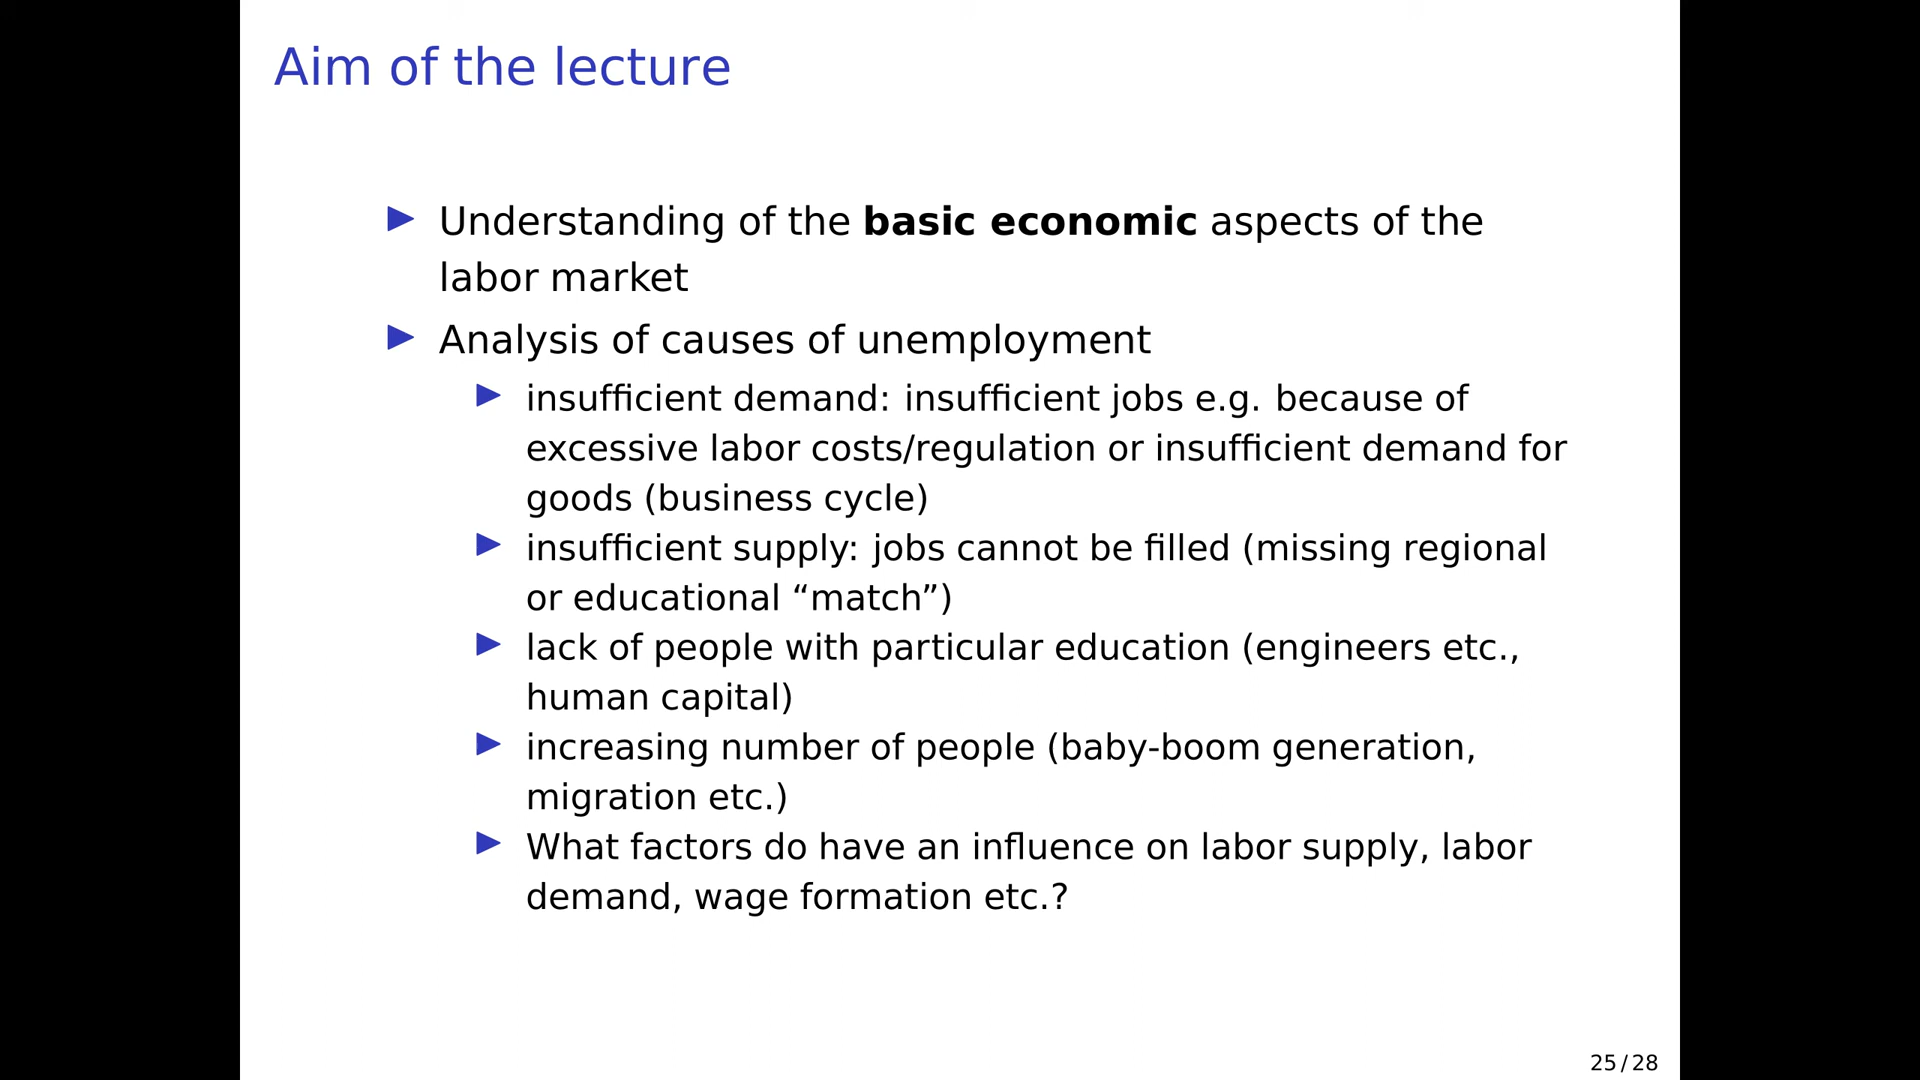 Aim of the lecture
Understanding of the basic economic aspects of the
labor market
Analysis of causes of unemployment
insufficient demand: insufficient jobs e.g. because of
excessive labor costs/regulation or insufficient demand for
goods (business cycle)
insufficient supply: jobs cannot be filled (missing regional
or educational “match”)
lack of people with particular education (engineers etc.,
human capital)
increasing number of people (baby-boom generation,
migration etc.)
What factors do have an influence on labor supply, labor
demand, wage formation etc.?
25/28